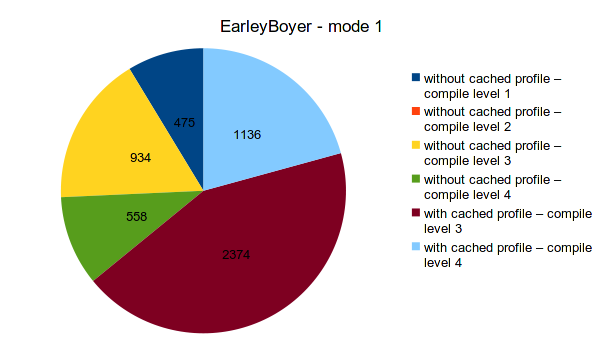 EarleyBoyer - mode 1
475
1136
934
558
2374
without cached profile –
compile level 1
without cached profile –
compile level 2
without cached profile –
compile level 3
without cached profile –
compile level 4
with cached profile – compile
level 3
with cached profile – compile
level 4